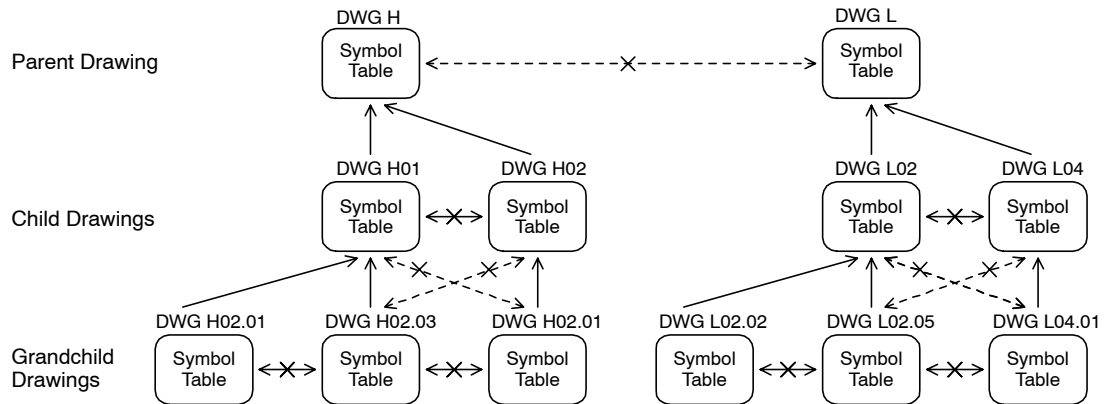 DWG H
DWG L
Parent Drawing
Symbol
Table
Symbol
Table
DWG H01
DWG H02
DWG L02
DWG L04
Child Drawings
Symbol
Table
Symbol
Table
Symbol
Table
Symbol
Table
DWG H02.01
DWG H02.03
DWG H02.01
DWG L02.02
DWG L02.05
DWG L04.01
Grandchild
Drawings
Symbol
Table
Symbol
Table
Symbol
Table
Symbol
Table
Symbol
Table
Symbol
Table